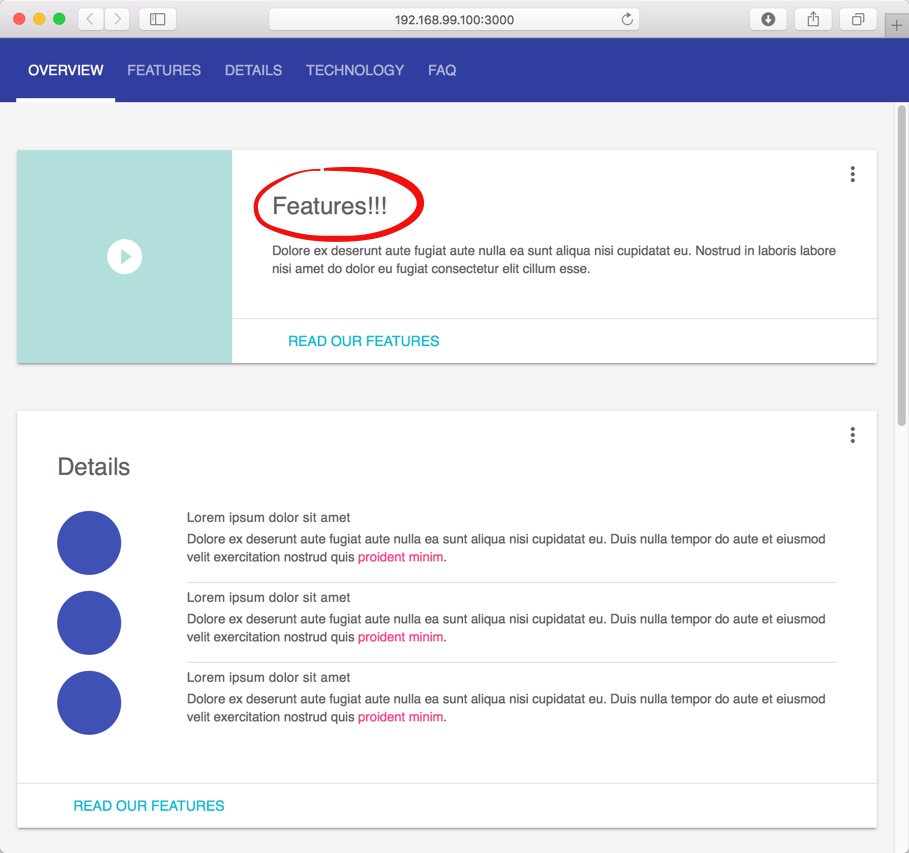 192.168.99.100:3000
OVERVIEW FEATURES DETAILS TECHNOLOGY FAQ
Features!!!
Dolore ex deserunt aute fugiat aute nulla ea sunt aliqua nisi cupidatat eu. Nostrud in laboris labore
nisi amet do dolor eu fugiat consectetur elit cillum esse.
READ OUR FEATURES
Details
Lorem ipsum dolor sit amet
Dolore ex deserunt aute fugiat aute nulla ea sunt aliqua nisi cupidatat eu. Duis nulla tempor do aute et eiusmod
velit exercitation nostrud quis proident minim.
Lorem ipsum dolor sit amet
Dolore ex deserunt aute fugiat aute nulla ea sunt aliqua nisi cupidatat eu. Duis nulla tempor do aute et eiusmod
velit exercitation nostrud quis proident minim.
Lorem ipsum dolor sit amet
Dolore ex deserunt aute fugiat aute nulla ea sunt aliqua nisi cupidatat eu. Duis nulla tempor do aute et eiusmod
velit exercitation nostrud quis proident minim.
READ OUR FEATURES